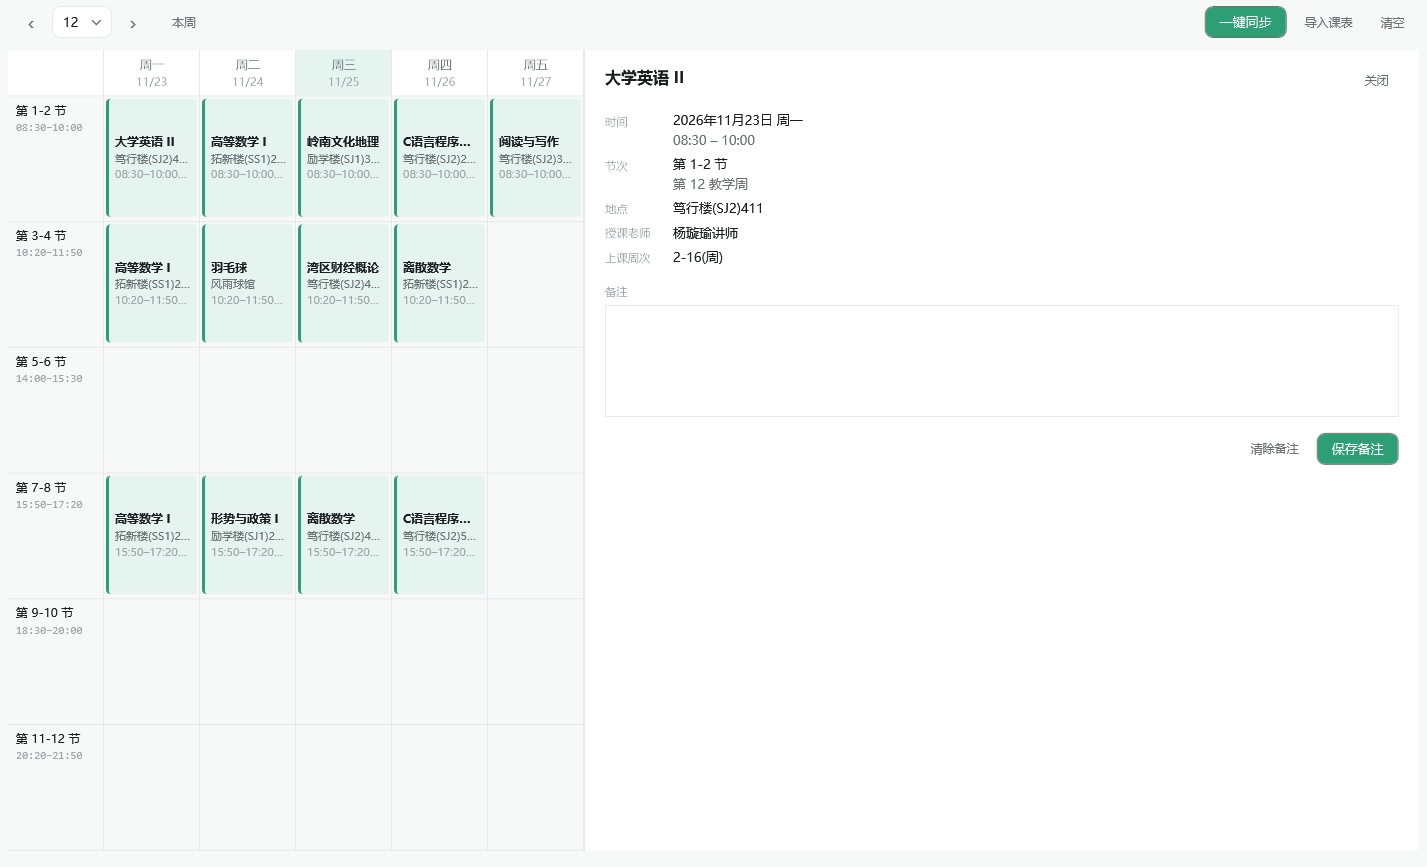 ‹ 12 › 本周 一键同步 导入课表 清空
周一 周二 周三 周四 周五
11/23 11/24 11/25 11/26 11/27
第 1-2 节
08:30–10:00
大学英语 II
笃行楼(SJ2)4...
08:30–10:00...
高等数学 I
拓新楼(SS1)2...
08:30–10:00...
岭南文化地理
励学楼(SJ1)3...
08:30–10:00...
C语言程序...
笃行楼(SJ2)2...
08:30–10:00...
阅读与写作
笃行楼(SJ2)3...
08:30–10:00...
第 3-4 节
10:20–11:50
高等数学 I
拓新楼(SS1)2...
10:20–11:50...
羽毛球
风雨球馆
10:20–11:50...
湾区财经概论
笃行楼(SJ2)4...
10:20–11:50...
离散数学
拓新楼(SS1)2...
10:20–11:50...
第 5-6 节
14:00–15:30
第 7-8 节
15:50–17:20
高等数学 I
拓新楼(SS1)2...
15:50–17:20...
形势与政策 I
励学楼(SJ1)2...
15:50–17:20...
离散数学
笃行楼(SJ2)4...
15:50–17:20...
C语言程序...
笃行楼(SJ2)5...
15:50–17:20...
第 9-10 节
18:30–20:00
第 11-12 节
20:20–21:50
大学英语 II 关闭
时间 2026年11月23日 周一
08:30 – 10:00
节次 第 1-2 节
第 12 教学周
地点 笃行楼(SJ2)411
授课老师 杨璇瑜讲师
上课周次 2-16(周)
备注
清除备注 保存备注